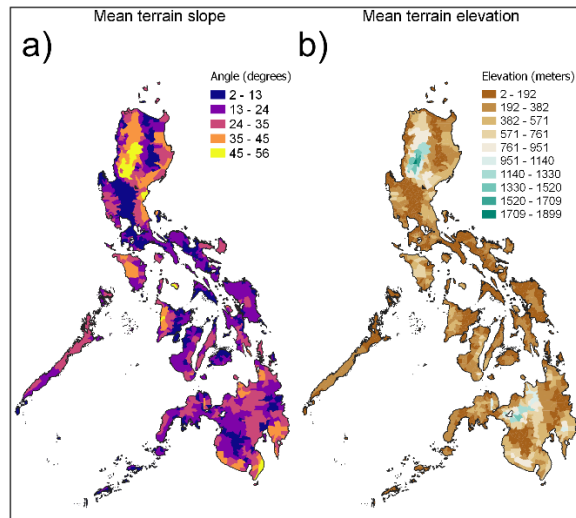 Mean terrain slope
a)
Angle (degrees)
2 - 13
13 - 24
24 - 35
35 - 45
45 - 56
Mean terrain elevation
b)
Elevation (meters)
2 - 192
192 - 382
382 - 571
571 - 761
761 - 951
951 - 1140
1140 - 1330
1330 - 1520
1520 - 1709
1709 - 1899